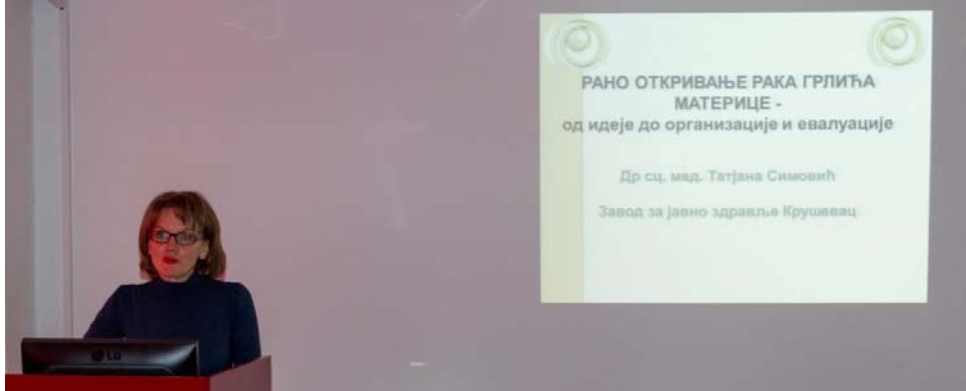 РАНО ОТКРИВАЊЕ РАКА ГРЛИЋА
МАТЕРИЦЕ -
од идеје до организације и евалуације
Др сц. мед. Татјана Симовић
Завод за јавно здравље Крушевац
LG